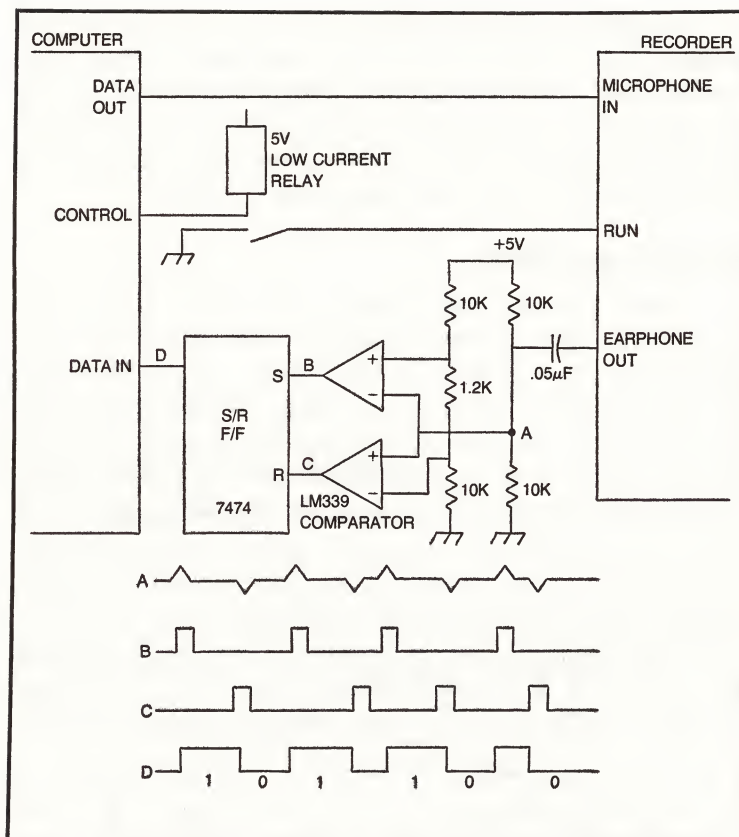 COMPUTER
RECORDER
DATA
OUT
MICROPHONE
IN
5V
LOW CURRENT
RELAY
CONTROL
RUN
+5V
10K
10K
EARPHONE
OUT
.05μF
DATA IN
D
S
B
+
−
1.2K
S/R
F/F
A
R
C
+
−
7474
LM339
COMPARATOR
10K
10K
A
B
C
D
1 0 1 1 0 0